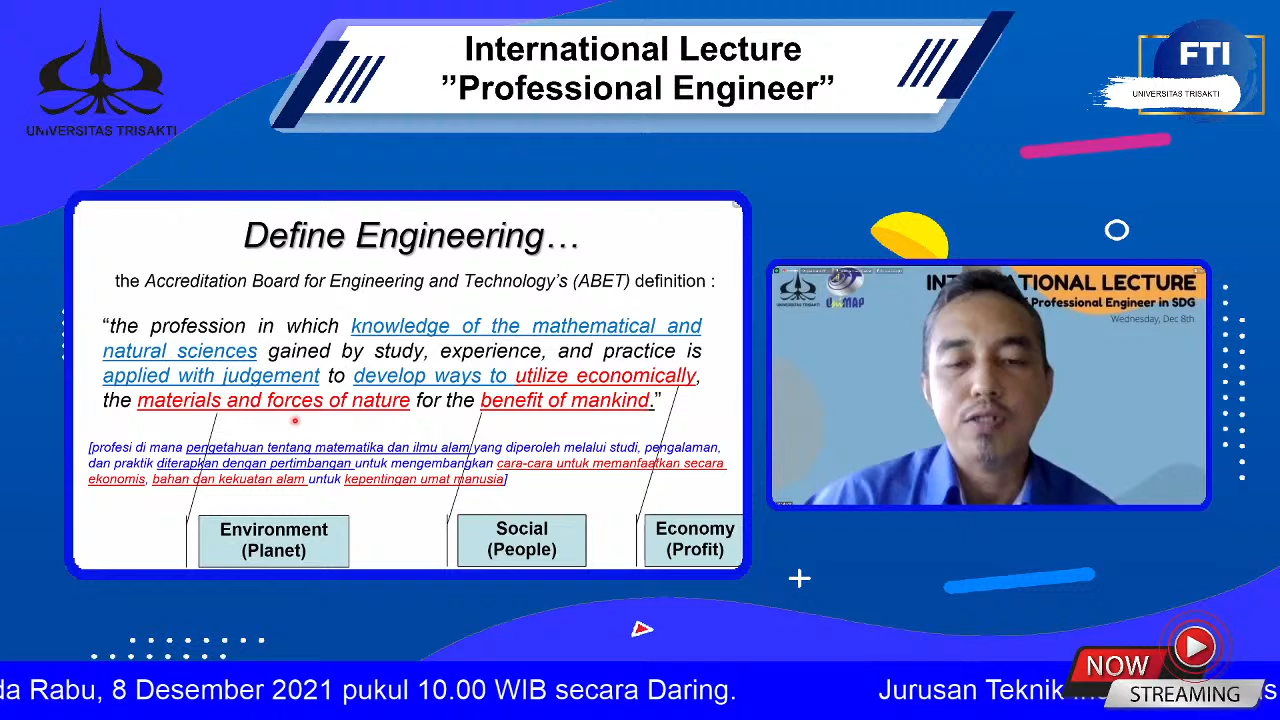 UNIVERSITAS TRISAKTI
International Lecture
”Professional Engineer”
FTI
UNIVERSITAS TRISAKTI
Define Engineering…
the Accreditation Board for Engineering and Technology’s (ABET) definition :
“the profession in which knowledge of the mathematical and
natural sciences gained by study, experience, and practice is
applied with judgement to develop ways to utilize economically,
the materials and forces of nature for the benefit of mankind.”
[profesi di mana pengetahuan tentang matematika dan ilmu alam yang diperoleh melalui studi, pengalaman,
dan praktik diterapkan dengan pertimbangan untuk mengembangkan cara-cara untuk memanfaatkan secara
ekonomis, bahan dan kekuatan alam untuk kepentingan umat manusia]
Environment
(Planet)
Social
(People)
Economy
(Profit)
TIONAL LECTURE
Professional Engineer in SDG
Wednesday, Dec 8th
UNIVERSITAS TRISAKTI
da Rabu, 8 Desember 2021 pukul 10.00 WIB secara Daring.
Jurusan Teknik
NOW
STREAMING